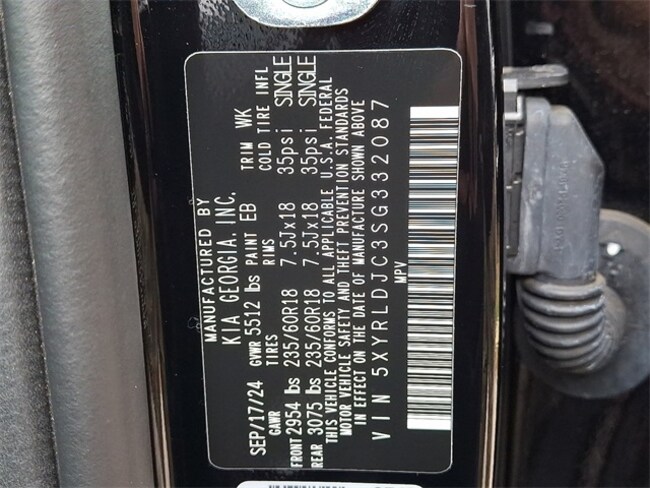 MANUFACTURED BY
KIA GEORGIA, INC.
SEP/17/24 GVWR 5512 lbs PAINT EB TRIM WK
GAWR TIRES RIMS COLD TIRE INFL
FRONT 2954 lbs 235/60R18 7.5Jx18 35psi SINGLE
REAR 3075 lbs 235/60R18 7.5Jx18 35psi SINGLE
THIS VEHICLE CONFORMS TO ALL APPLICABLE U.S.A. FEDERAL
MOTOR VEHICLE SAFETY AND THEFT PREVENTION STANDARDS
IN EFFECT ON THE DATE OF MANUFACTURE SHOWN ABOVE
VIN 5XYRLDJC3SG332087
MPV